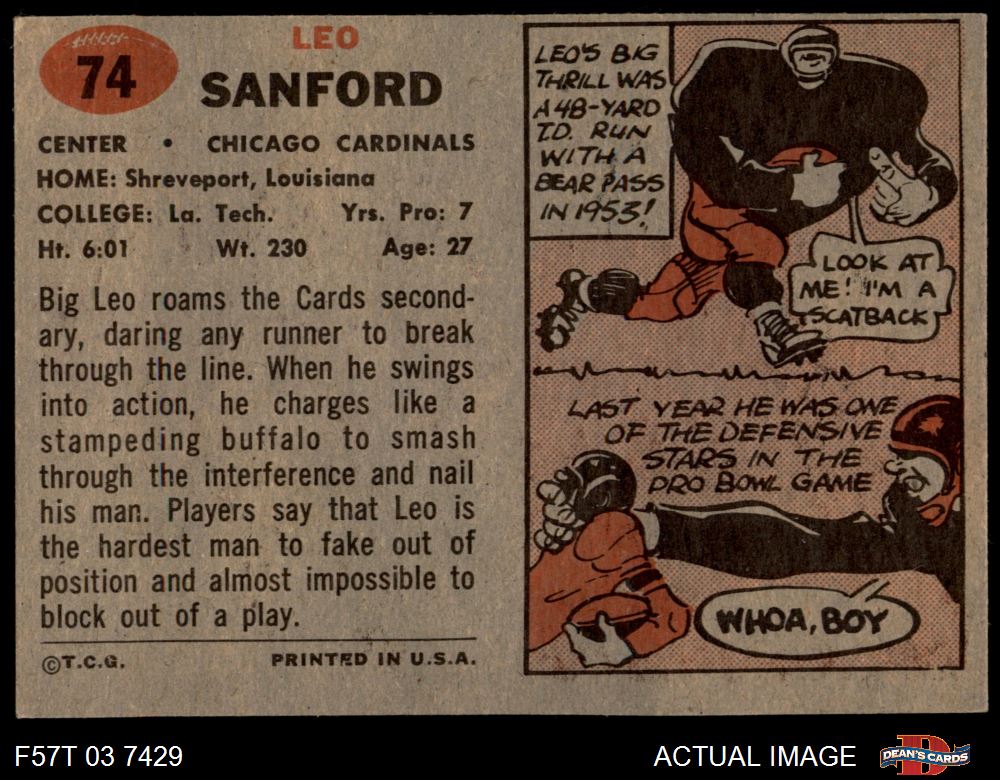 74
LEO
SANFORD
CENTER • CHICAGO CARDINALS
HOME: Shreveport, Louisiana
COLLEGE: La. Tech. Yrs. Pro: 7
Ht. 6:01 Wt. 230 Age: 27
Big Leo roams the Cards second-
ary, daring any runner to break
through the line. When he swings
into action, he charges like a
stampeding buffalo to smash
through the interference and nail
his man. Players say that Leo is
the hardest man to fake out of
position and almost impossible to
block out of a play.
©T.C.G. PRINTED IN U.S.A.
LEO'S BIG
THRILL WAS
A 48-YARD
T.D. RUN
WITH A
BEAR PASS
IN 1953!
LOOK AT
ME! I'M A
SCATBACK
LAST YEAR HE WAS ONE
OF THE DEFENSIVE
STARS IN THE
PRO BOWL GAME
WHOA, BOY
F57T 03 7429
ACTUAL IMAGE
DEAN'S CARDS